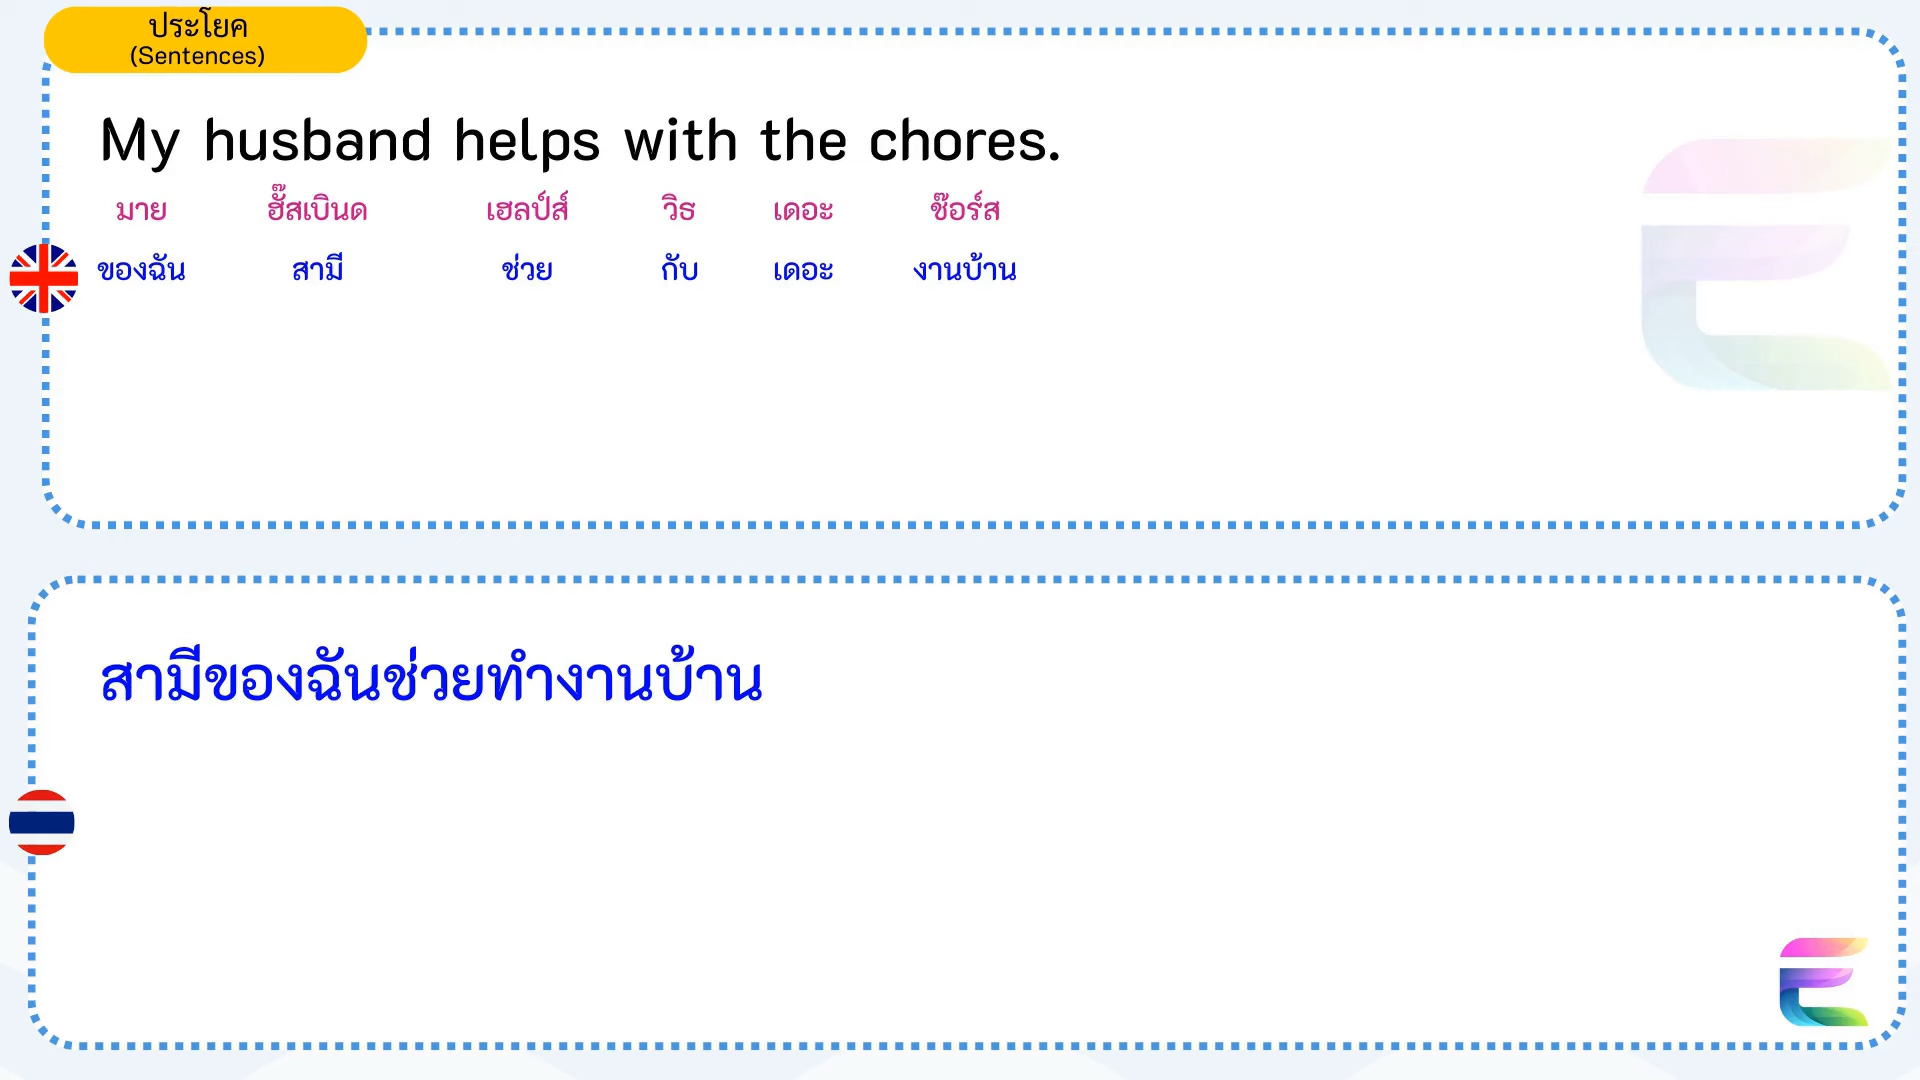 ประโยค
(Sentences)
My husband helps with the chores.
มาย ฮั๊สเบินด เฮลป์ส์ วิธ เดอะ ช๊อร์ส
ของฉัน สามี ช่วย กับ เดอะ งานบ้าน
สามีของฉันช่วยทำงานบ้าน